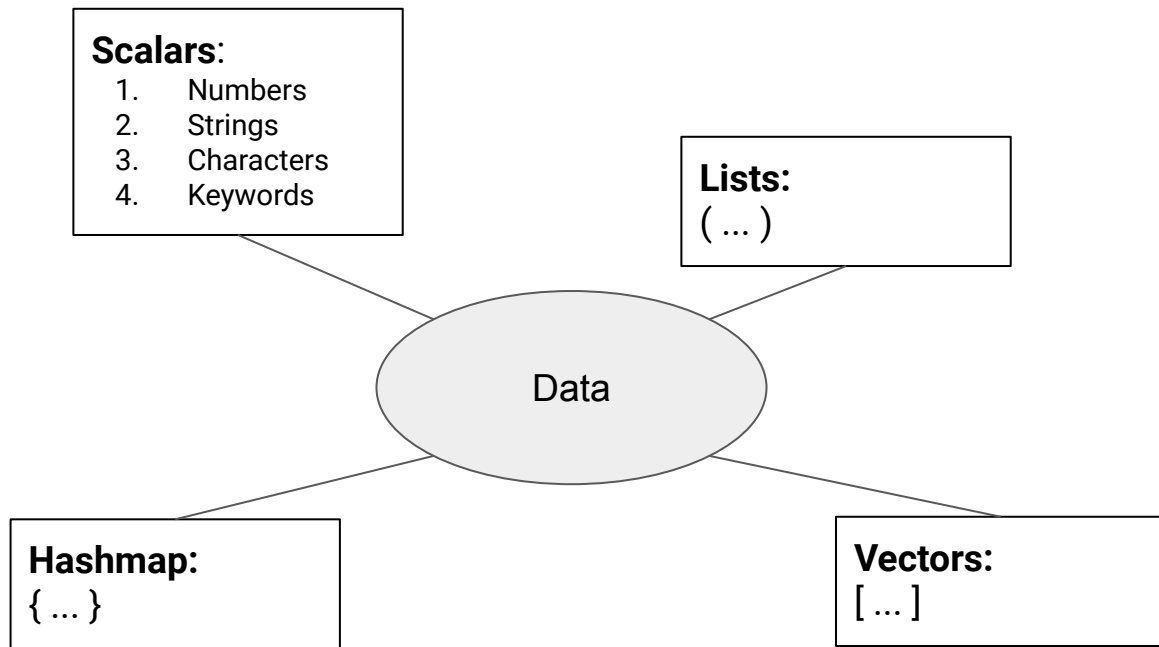 Scalars:
1. Numbers
2. Strings
3. Characters
4. Keywords
Lists:
( ... )
Data
Hashmap:
{ ... }
Vectors:
[ ... ]